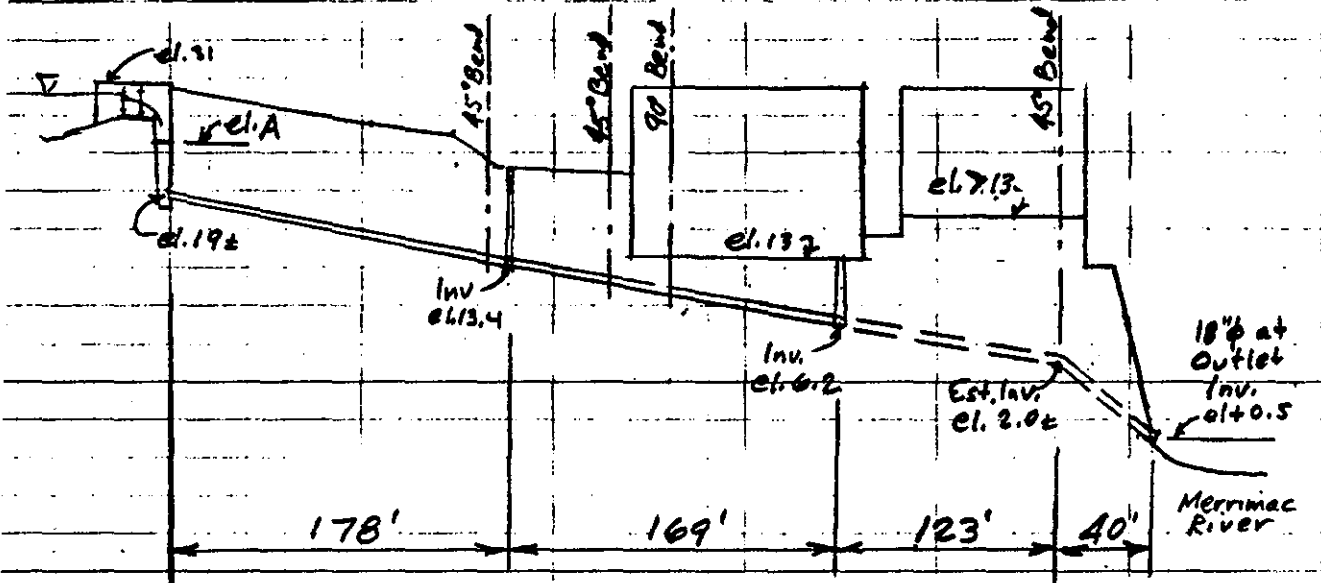 el.31
el.A
el.19±
45° Bend
45° Bend
90° Bend
45° Bend
Inv
el.13.4
el.13±
el.7.13
Inv.
el.6.2
Est. Inv.
el. 2.0±
18"φ at
Outlet
Inv.
el+0.5
Merrimac
River
178'
169'
123'
40'